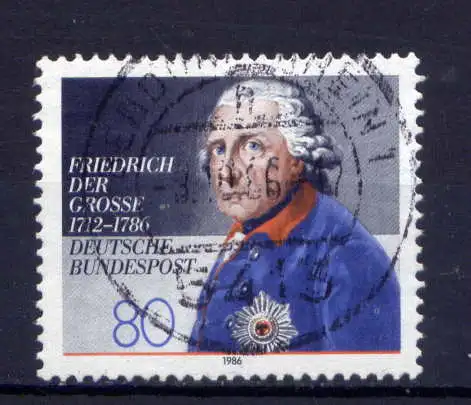 FRIEDRICH
DER
GROSSE
1712–1786
DEUTSCHE
BUNDESPOST
80
1986